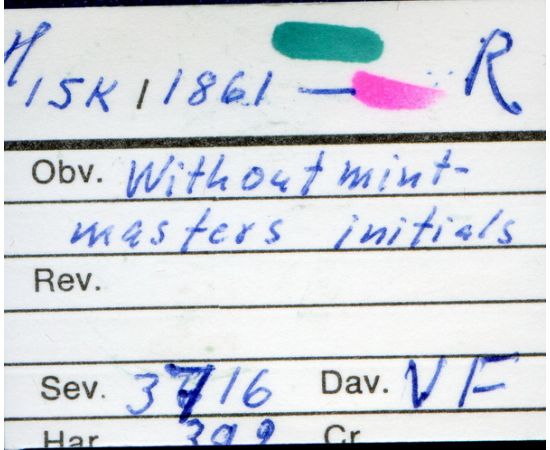 15K 1861 — R
Obv. Without mint-
masters initials
Rev.
Sev. 3716 Dav. VF
Har. 399 Cr.